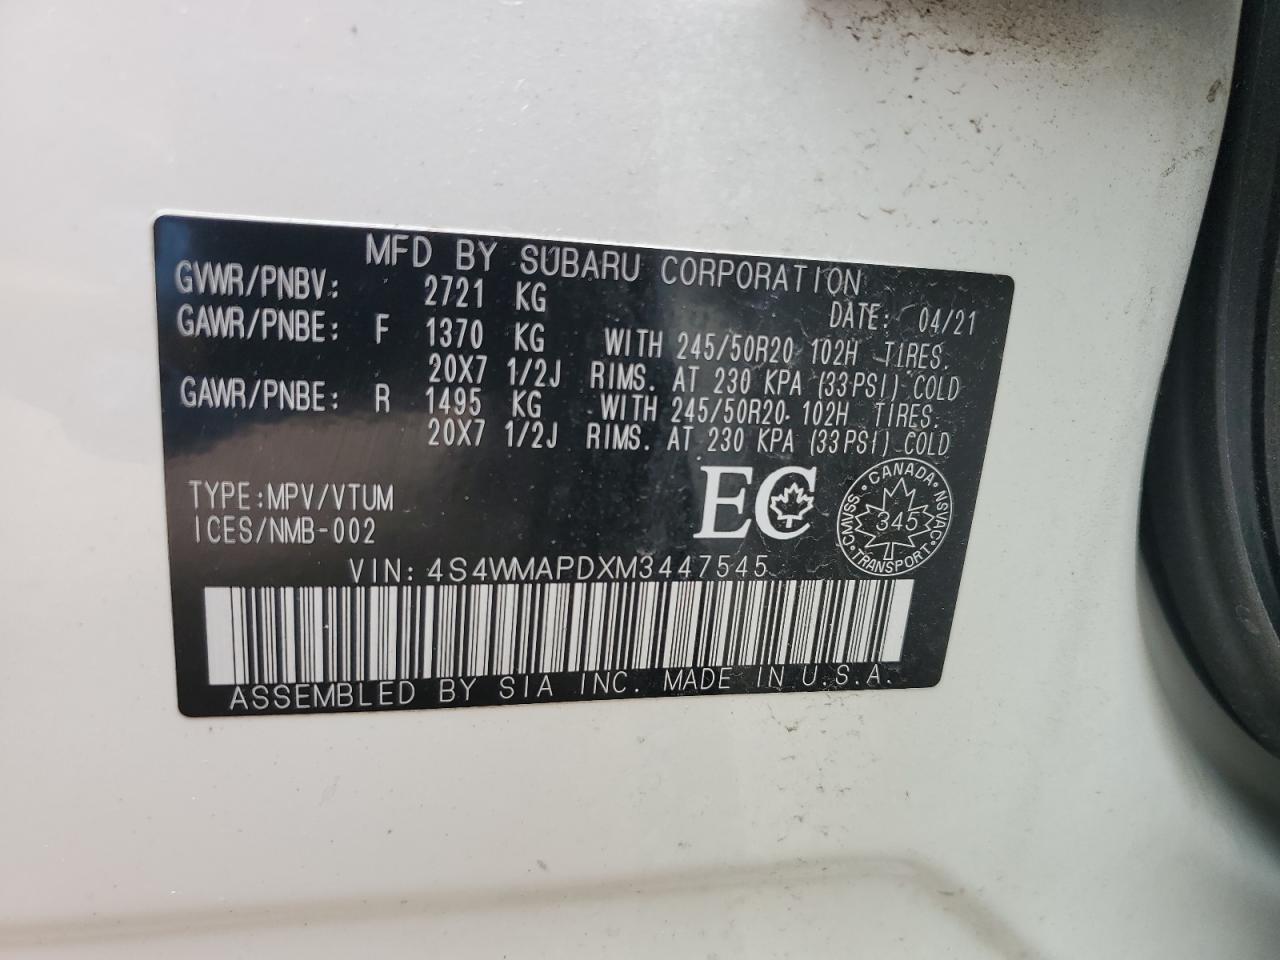 MFD BY SUBARU CORPORATION
GVWR/PNBV: 2721 KG DATE: 04/21
GAWR/PNBE: F 1370 KG WITH 245/50R20 102H TIRES.
20X7 1/2J RIMS. AT 230 KPA (33PSI) COLD
GAWR/PNBE: R 1495 KG WITH 245/50R20 102H TIRES.
20X7 1/2J RIMS. AT 230 KPA (33PSI) COLD
TYPE:MPV/VTUM
ICES/NMB-002
EC
CANADA · NSVAC · TRANSPORT · CMVSS
345
VIN: 4S4WMAPDXM3447545
ASSEMBLED BY SIA INC. MADE IN U.S.A.